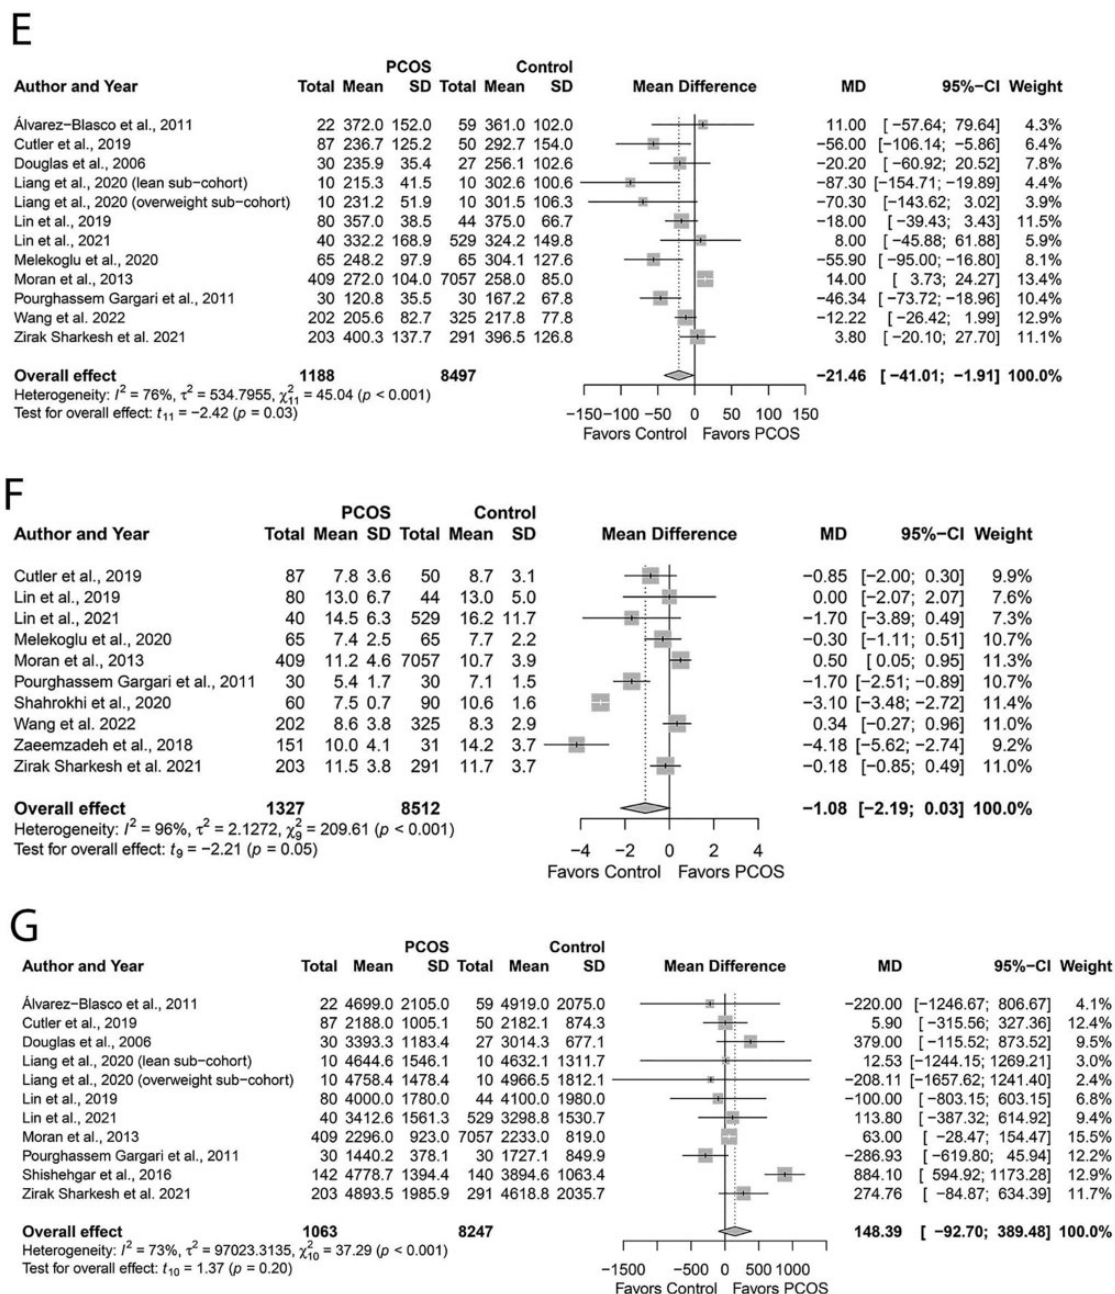 E
PCOS Control
Author and Year Total Mean SD Total Mean SD Mean Difference MD 95%−CI Weight
Álvarez−Blasco et al., 2011 22 372.0 152.0 59 361.0 102.0 11.00 [ −57.64; 79.64] 4.3%
Cutler et al., 2019 87 236.7 125.2 50 292.7 154.0 −56.00 [−106.14; −5.86] 6.4%
Douglas et al., 2006 30 235.9 35.4 27 256.1 102.6 −20.20 [ −60.92; 20.52] 7.8%
Liang et al., 2020 (lean sub−cohort) 10 215.3 41.5 10 302.6 100.6 −87.30 [−154.71; −19.89] 4.4%
Liang et al., 2020 (overweight sub−cohort) 10 231.2 51.9 10 301.5 106.3 −70.30 [−143.62; 3.02] 3.9%
Lin et al., 2019 80 357.0 38.5 44 375.0 66.7 −18.00 [ −39.43; 3.43] 11.5%
Lin et al., 2021 40 332.2 168.9 529 324.2 149.8 8.00 [ −45.88; 61.88] 5.9%
Melekoglu et al., 2020 65 248.2 97.9 65 304.1 127.6 −55.90 [ −95.00; −16.80] 8.1%
Moran et al., 2013 409 272.0 104.0 7057 258.0 85.0 14.00 [ 3.73; 24.27] 13.4%
Pourghassem Gargari et al., 2011 30 120.8 35.5 30 167.2 67.8 −46.34 [ −73.72; −18.96] 10.4%
Wang et al. 2022 202 205.6 82.7 325 217.8 77.8 −12.22 [ −26.42; 1.99] 12.9%
Zirak Sharkesh et al. 2021 203 400.3 137.7 291 396.5 126.8 3.80 [ −20.10; 27.70] 11.1%
Overall effect 1188 8497 −21.46 [ −41.01; −1.91] 100.0%
Heterogeneity: I² = 76%, τ² = 534.7955, χ²₁₁ = 45.04 (p < 0.001)
Test for overall effect: t₁₁ = −2.42 (p = 0.03)
−150 −100 −50 0 50 100 150
Favors Control Favors PCOS
F
PCOS Control
Author and Year Total Mean SD Total Mean SD Mean Difference MD 95%−CI Weight
Cutler et al., 2019 87 7.8 3.6 50 8.7 3.1 −0.85 [−2.00; 0.30] 9.9%
Lin et al., 2019 80 13.0 6.7 44 13.0 5.0 0.00 [−2.07; 2.07] 7.6%
Lin et al., 2021 40 14.5 6.3 529 16.2 11.7 −1.70 [−3.89; 0.49] 7.3%
Melekoglu et al., 2020 65 7.4 2.5 65 7.7 2.2 −0.30 [−1.11; 0.51] 10.7%
Moran et al., 2013 409 11.2 4.6 7057 10.7 3.9 0.50 [ 0.05; 0.95] 11.3%
Pourghassem Gargari et al., 2011 30 5.4 1.7 30 7.1 1.5 −1.70 [−2.51; −0.89] 10.7%
Shahrokhi et al., 2020 60 7.5 0.7 90 10.6 1.6 −3.10 [−3.48; −2.72] 11.4%
Wang et al. 2022 202 8.6 3.8 325 8.3 2.9 0.34 [−0.27; 0.96] 11.0%
Zaeemzadeh et al., 2018 151 10.0 4.1 31 14.2 3.7 −4.18 [−5.62; −2.74] 9.2%
Zirak Sharkesh et al. 2021 203 11.5 3.8 291 11.7 3.7 −0.18 [−0.85; 0.49] 11.0%
Overall effect 1327 8512 −1.08 [−2.19; 0.03] 100.0%
Heterogeneity: I² = 96%, τ² = 2.1272, χ²₉ = 209.61 (p < 0.001)
Test for overall effect: t₉ = −2.21 (p = 0.05)
−4 −2 0 2 4
Favors Control Favors PCOS
G
PCOS Control
Author and Year Total Mean SD Total Mean SD Mean Difference MD 95%−CI Weight
Álvarez−Blasco et al., 2011 22 4699.0 2105.0 59 4919.0 2075.0 −220.00 [−1246.67; 806.67] 4.1%
Cutler et al., 2019 87 2188.0 1005.1 50 2182.1 874.3 5.90 [ −315.56; 327.36] 12.4%
Douglas et al., 2006 30 3393.3 1183.4 27 3014.3 677.1 379.00 [ −115.52; 873.52] 9.5%
Liang et al., 2020 (lean sub−cohort) 10 4644.6 1546.1 10 4632.1 1311.7 12.53 [−1244.15; 1269.21] 3.0%
Liang et al., 2020 (overweight sub−cohort) 10 4758.4 1478.4 10 4966.5 1812.1 −208.11 [−1657.62; 1241.40] 2.4%
Lin et al., 2019 80 4000.0 1780.0 44 4100.0 1980.0 −100.00 [ −803.15; 603.15] 6.8%
Lin et al., 2021 40 3412.6 1561.3 529 3298.8 1530.7 113.80 [ −387.32; 614.92] 9.4%
Moran et al., 2013 409 2296.0 923.0 7057 2233.0 819.0 63.00 [ −28.47; 154.47] 15.5%
Pourghassem Gargari et al., 2011 30 1440.2 378.1 30 1727.1 849.9 −286.93 [ −619.80; 45.94] 12.2%
Shishehgar et al., 2016 142 4778.7 1394.4 140 3894.6 1063.4 884.10 [ 594.92; 1173.28] 12.9%
Zirak Sharkesh et al. 2021 203 4893.5 1985.9 291 4618.8 2035.7 274.76 [ −84.87; 634.39] 11.7%
Overall effect 1063 8247 148.39 [ −92.70; 389.48] 100.0%
Heterogeneity: I² = 73%, τ² = 97023.3135, χ²₁₀ = 37.29 (p < 0.001)
Test for overall effect: t₁₀ = 1.37 (p = 0.20)
−1500 −500 0 500 1000
Favors Control Favors PCOS